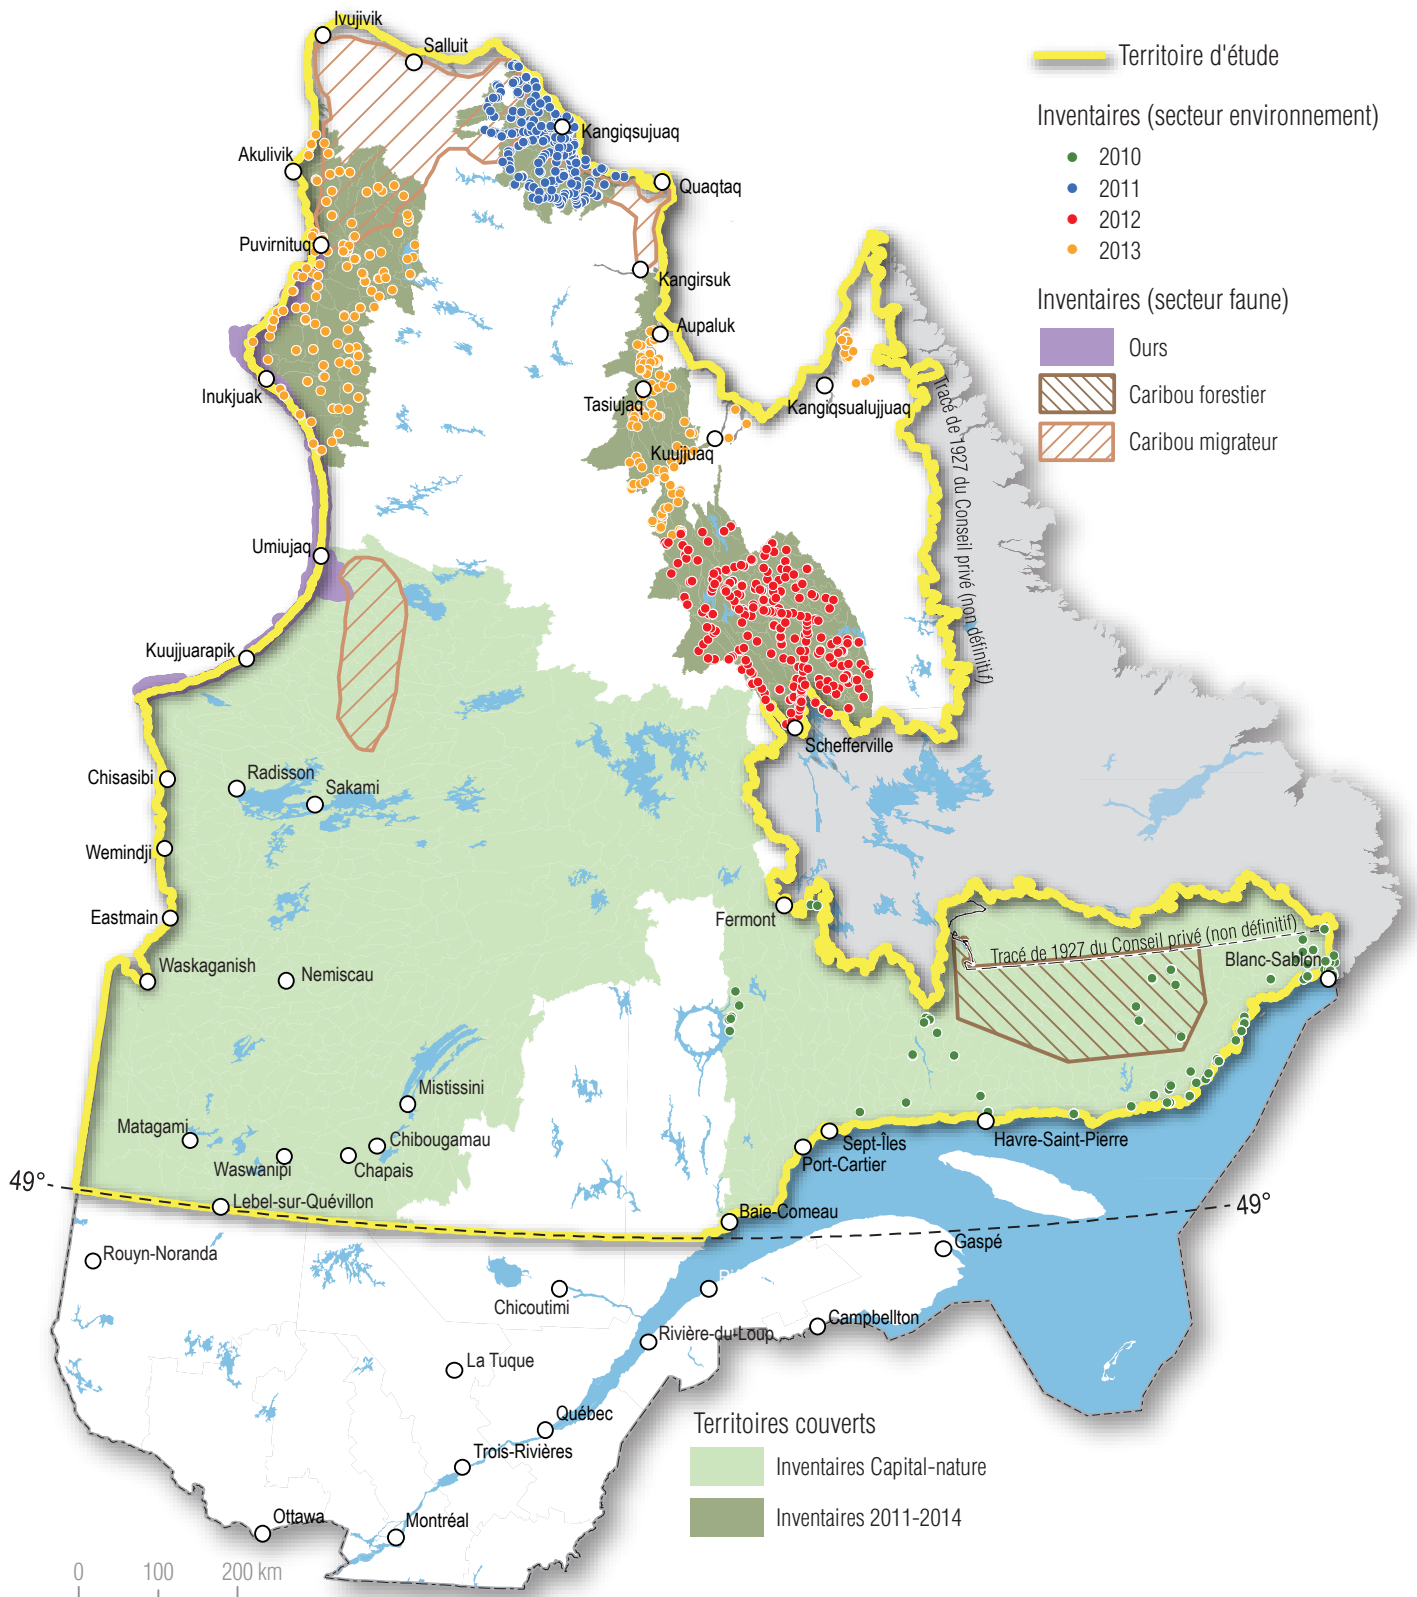 Ivujivik
Salluit
Territoire d'étude
Inventaires (secteur environnement)
2010
2011
2012
2013
Inventaires (secteur faune)
Ours
Caribou forestier
Caribou migrateur
Kangiqsujuaq
Akulivik
Quaqtaq
Puvirnituq
Kangirsuk
Aupaluk
Inukjuak
Tasiujaq
Kangiqsualujjuaq
Kuujjuaq
Tracé de 1927 du Conseil privé (non définitif)
Umiujaq
Kuujjuarapik
Schefferville
Chisasibi
Radisson
Sakami
Wemindji
Eastmain
Fermont
Tracé de 1927 du Conseil privé (non définitif)
Blanc-Sablon
Waskaganish
Nemiscau
Mistissini
Matagami
Chibougamau
Waswanipi
Chapais
Sept-Îles
Port-Cartier
Havre-Saint-Pierre
49°
Lebel-sur-Quévillon
Baie-Comeau
49°
Rouyn-Noranda
Gaspé
Chicoutimi
Campbellton
Rivière-du-Loup
La Tuque
Québec
Trois-Rivières
Territoires couverts
Inventaires Capital-nature
Inventaires 2011-2014
Ottawa
Montréal
0 100 200 km